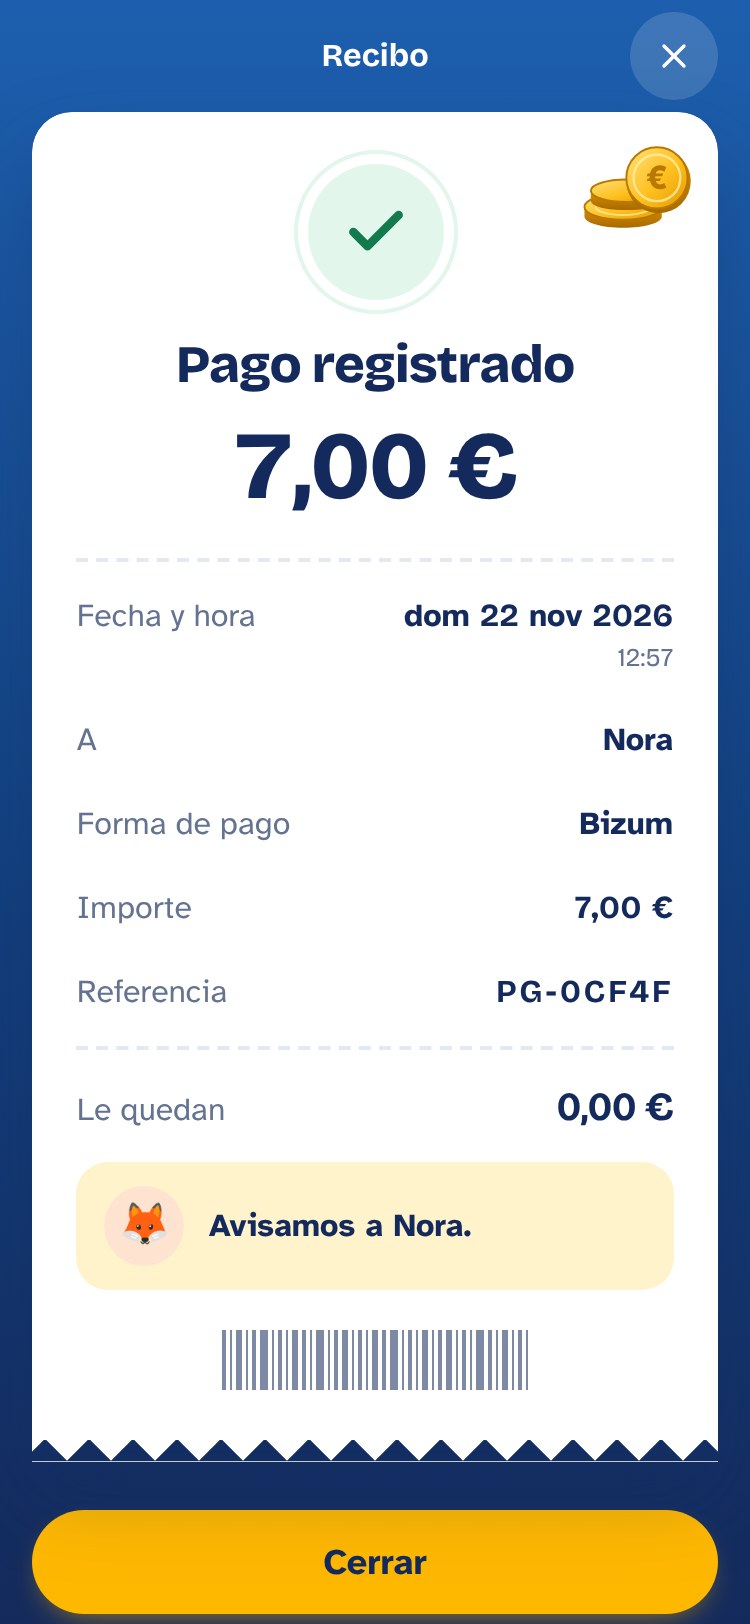 Recibo
€
Pago registrado
7,00 €
Fecha y hora
dom 22 nov 2026
12:57
A
Nora
Forma de pago
Bizum
Importe
7,00 €
Referencia
PG-0CF4F
Le quedan
0,00 €
Avisamos a Nora.
Cerrar